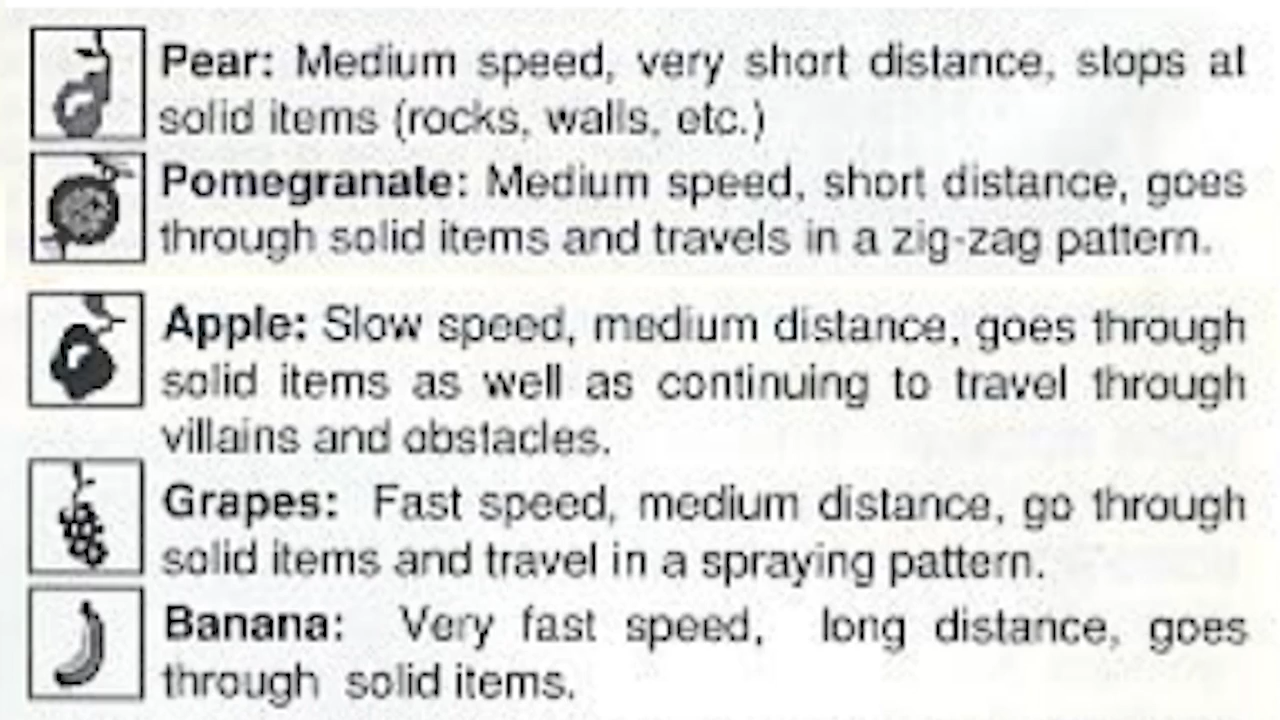 Pear: Medium speed, very short distance, stops at
solid items (rocks, walls, etc.)
Pomegranate: Medium speed, short distance, goes
through solid items and travels in a zig-zag pattern.
Apple: Slow speed, medium distance, goes through
solid items as well as continuing to travel through
villains and obstacles.
Grapes: Fast speed, medium distance, go through
solid items and travel in a spraying pattern.
Banana: Very fast speed, long distance, goes
through solid items.